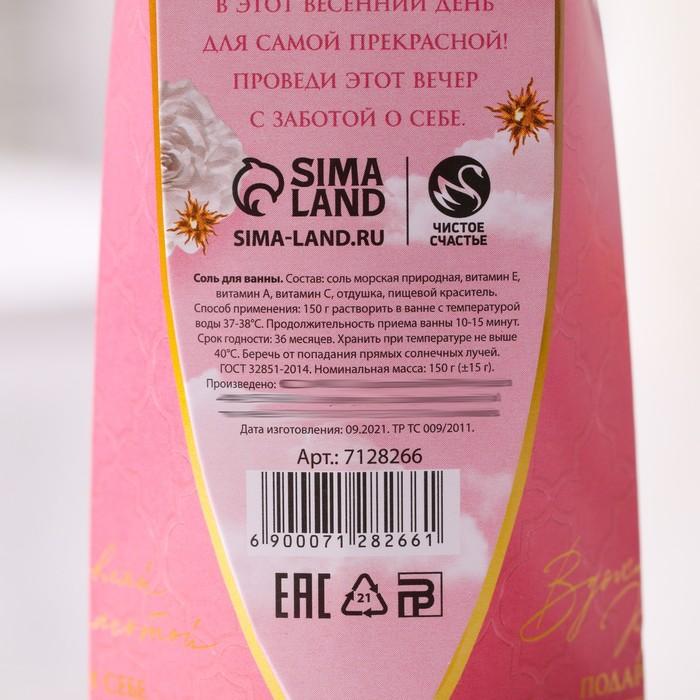 В ЭТОТ ВЕСЕННИЙ ДЕНЬ
ДЛЯ САМОЙ ПРЕКРАСНОЙ!
ПРОВЕДИ ЭТОТ ВЕЧЕР
С ЗАБОТОЙ О СЕБЕ.
SIMA
LAND
SIMA-LAND.RU
ЧИСТОЕ
СЧАСТЬЕ
Соль для ванны. Состав: соль морская природная, витамин Е,
витамин А, витамин С, отдушка, пищевой краситель.
Способ применения: 150 г растворить в ванне с температурой
воды 37-38°С. Продолжительность приема ванны 10-15 минут.
Срок годности: 36 месяцев. Хранить при температуре не выше
40°С. Беречь от попадания прямых солнечных лучей.
ГОСТ 32851-2014. Номинальная масса: 150 г (±15 г).
Произведено:
Дата изготовления: 09.2021. ТР ТС 009/2011.
Арт.: 7128266
6 900071 282661
ЕАС
21
РВ
СЕБЕ
ПОДА